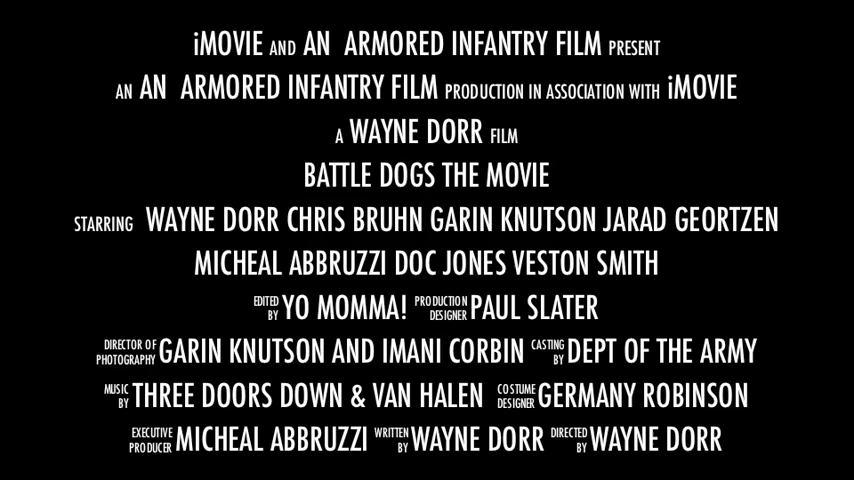 iMOVIE AND AN ARMORED INFANTRY FILM PRESENT
AN AN ARMORED INFANTRY FILM PRODUCTION IN ASSOCIATION WITH iMOVIE
A WAYNE DORR FILM
BATTLE DOGS THE MOVIE
STARRING WAYNE DORR CHRIS BRUHN GARIN KNUTSON JARAD GEORTZEN
MICHEAL ABBRUZZI DOC JONES VESTON SMITH
EDITED BY YO MOMMA! PRODUCTION DESIGNER PAUL SLATER
DIRECTOR OF PHOTOGRAPHY GARIN KNUTSON AND IMANI CORBIN CASTING BY DEPT OF THE ARMY
MUSIC BY THREE DOORS DOWN & VAN HALEN COSTUME DESIGNER GERMANY ROBINSON
EXECUTIVE PRODUCER MICHEAL ABBRUZZI WRITTEN BY WAYNE DORR DIRECTED BY WAYNE DORR